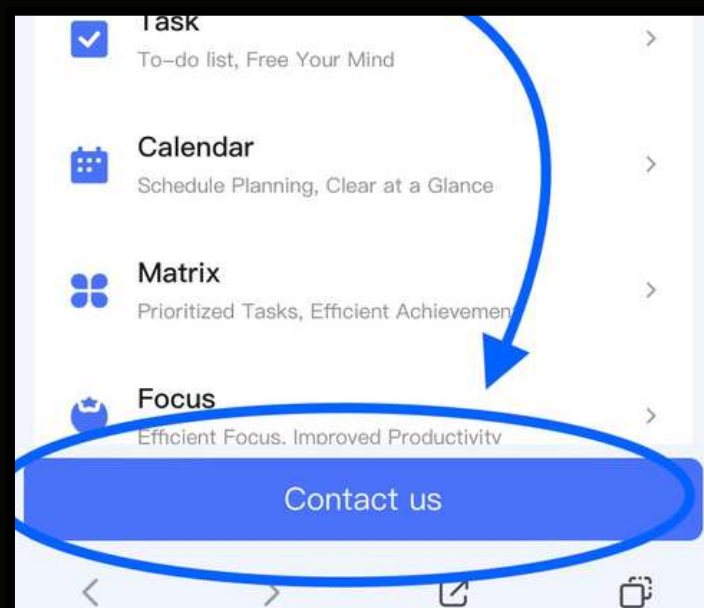 Task
To-do list, Free Your Mind
Calendar
Schedule Planning, Clear at a Glance
Matrix
Prioritized Tasks, Efficient Achievement
Focus
Efficient Focus, Improved Productivity
Contact us